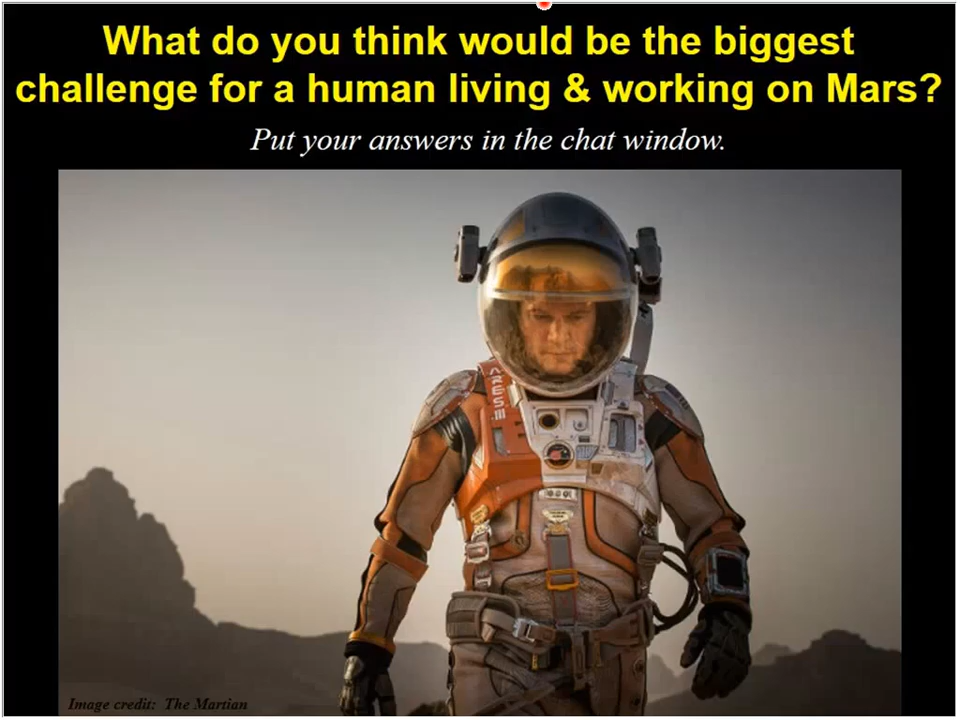 What do you think would be the biggest
challenge for a human living & working on Mars?
Put your answers in the chat window.
ARES III
Image credit: The Martian